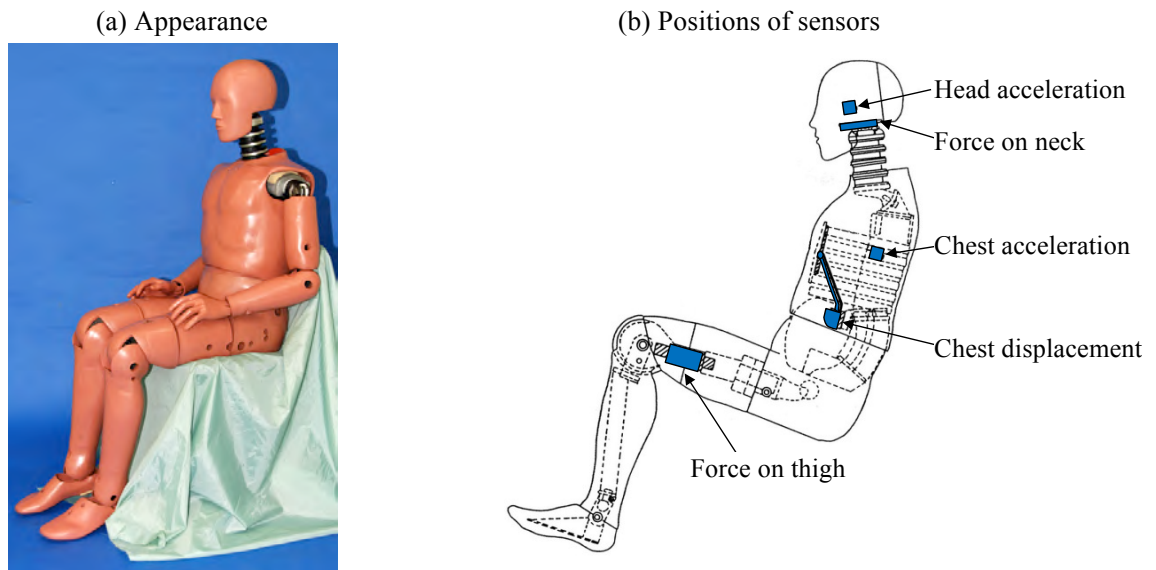 (a) Appearance
(b) Positions of sensors
Head acceleration
Force on neck
Chest acceleration
Chest displacement
Force on thigh